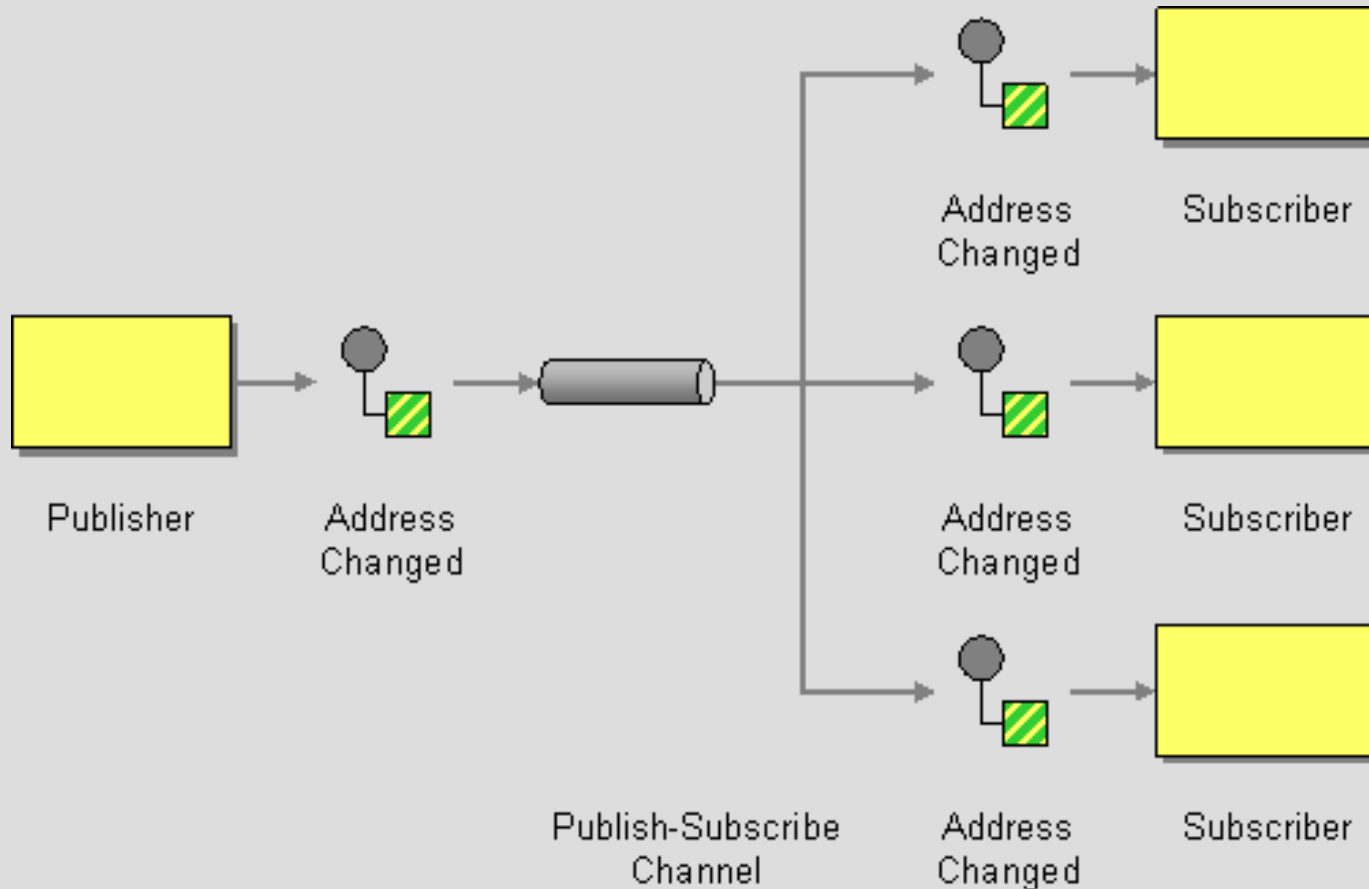 Address
Changed
Subscriber
Publisher
Address
Changed
Address
Changed
Subscriber
Publish-Subscribe
Channel
Address
Changed
Subscriber